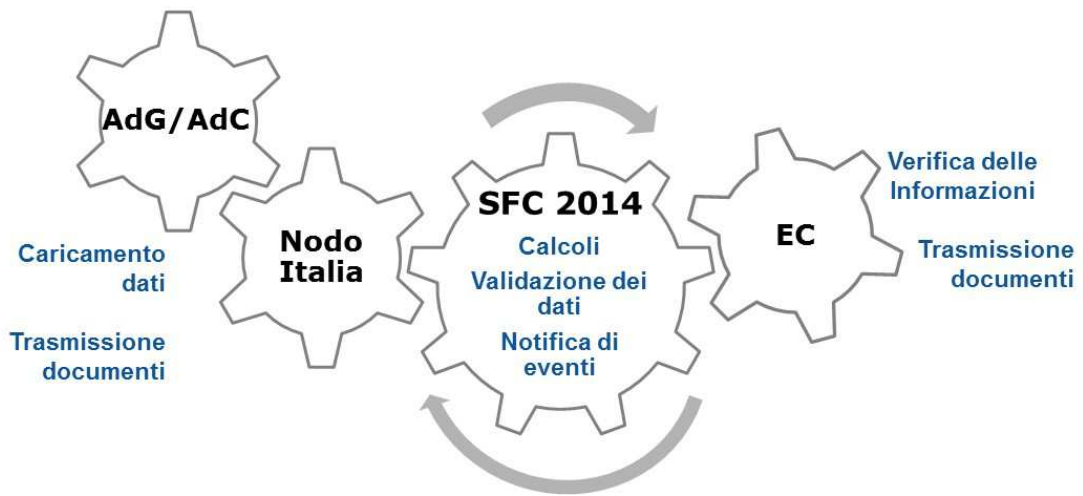 AdG/AdC
Caricamento
dati
Trasmissione
documenti
Nodo
Italia
SFC 2014
Calcoli
Validazione dei
dati
Notifica di
eventi
EC
Verifica delle
Informazioni
Trasmissione
documenti